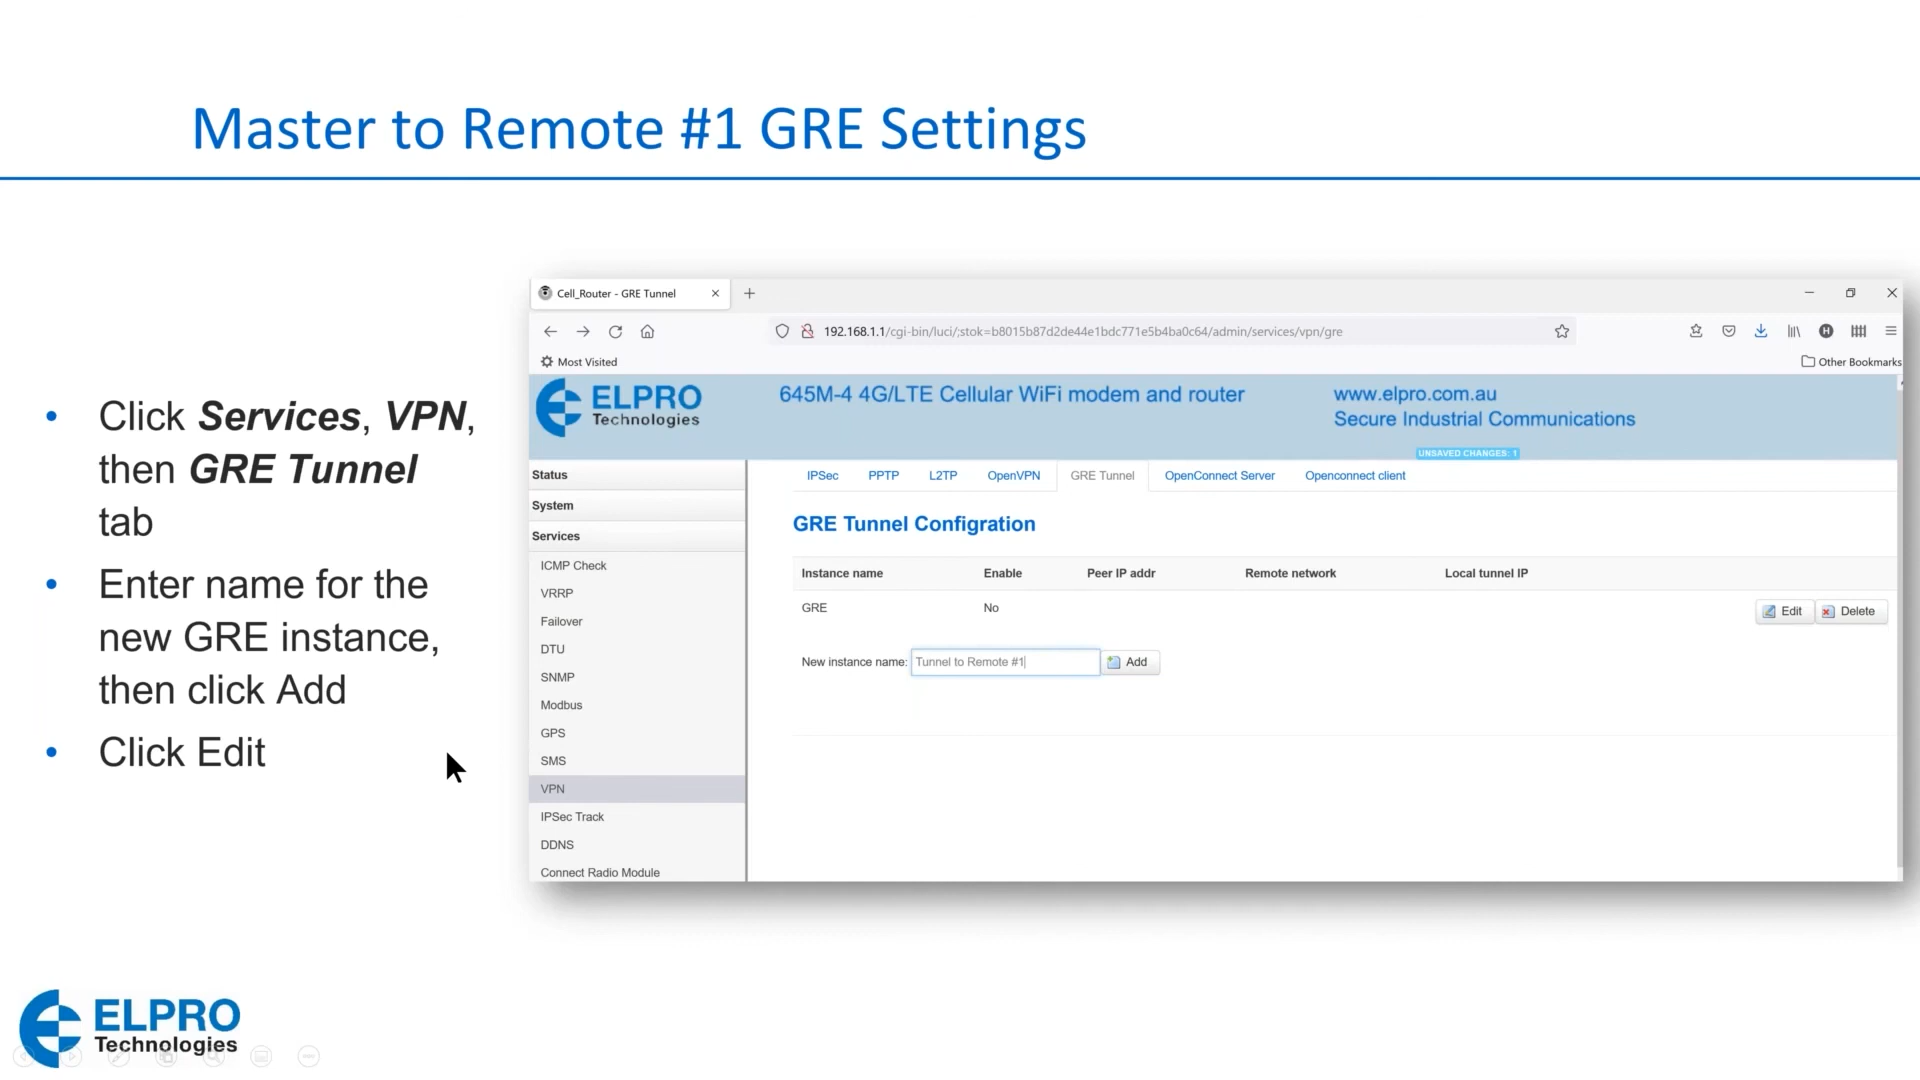 Master to Remote #1 GRE Settings
• Click Services, VPN,
then GRE Tunnel
tab
• Enter name for the
new GRE instance,
then click Add
• Click Edit
Cell_Router - GRE Tunnel
192.168.1.1/cgi-bin/luci/;stok=b8015b87d2de44e1bdc771e5b4ba0c64/admin/services/vpn/gre
Most Visited
Other Bookmarks
ELPRO
Technologies
645M-4 4G/LTE Cellular WiFi modem and router
www.elpro.com.au
Secure Industrial Communications
UNSAVED CHANGES: 1
Status
System
Services
ICMP Check
VRRP
Failover
DTU
SNMP
Modbus
GPS
SMS
VPN
IPSec Track
DDNS
Connect Radio Module
IPSec PPTP L2TP OpenVPN GRE Tunnel OpenConnect Server Openconnect client
GRE Tunnel Configration
Instance name Enable Peer IP addr Remote network Local tunnel IP
GRE No Edit Delete
New instance name: Tunnel to Remote #1 Add
ELPRO
Technologies